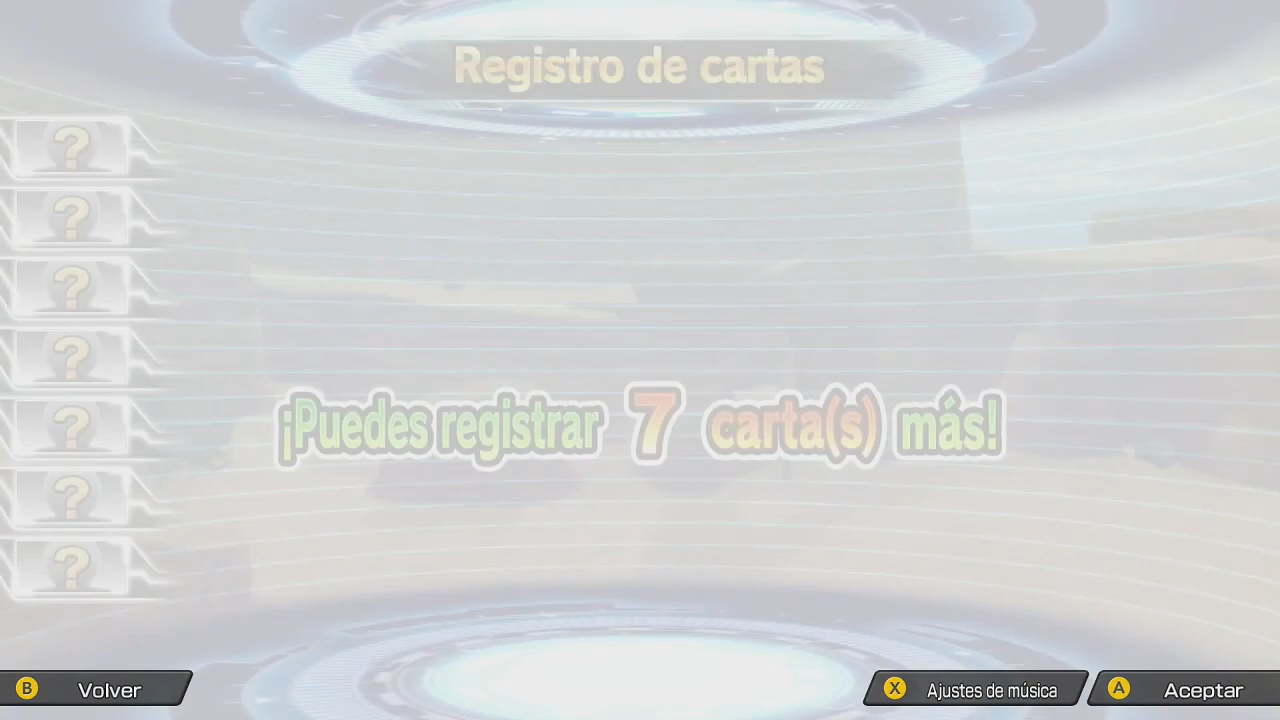 Registro de cartas
?
?
?
?
?
?
?
¡Puedes registrar 7 carta(s) más!
B Volver
X Ajustes de música
A Aceptar